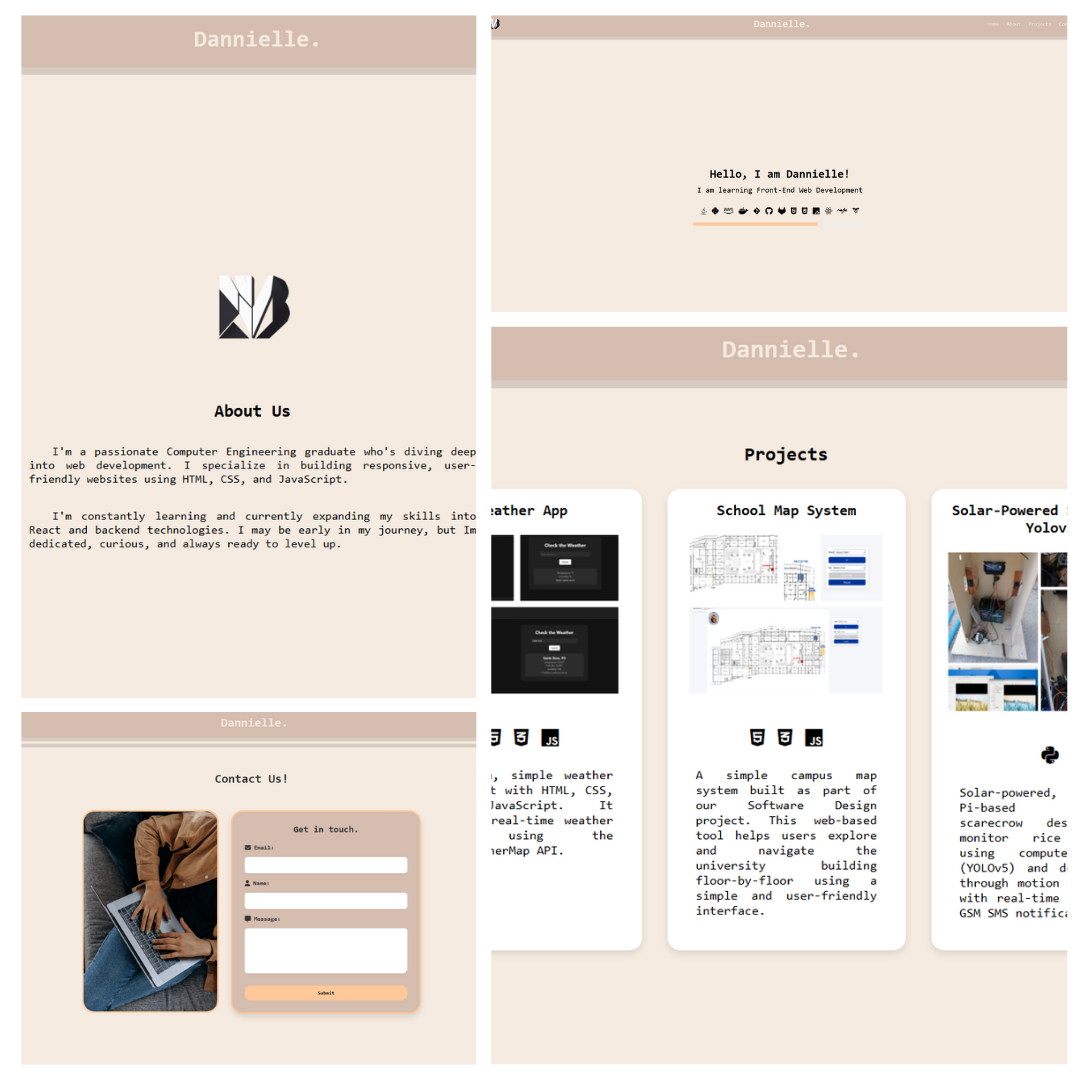 Dannielle.
About Us
I'm a passionate Computer Engineering graduate who's diving deep
into web development. I specialize in building responsive, user-
friendly websites using HTML, CSS, and JavaScript.
I'm constantly learning and currently expanding my skills into
React and backend technologies. I may be early in my journey, but Im
dedicated, curious, and always ready to level up.
Dannielle.
Home About Projects
Hello, I am Dannielle!
I am learning Front-End Web Development
Dannielle.
Projects
eather App
Check the Weather
Check the Weather
JS
, simple weather
t with HTML, CSS,
JavaScript. It
real-time weather
using the
nerMap API.
School Map System
JS
A simple campus map
system built as part of
our Software Design
project. This web-based
tool helps users explore
and navigate the
university building
floor-by-floor using a
simple and user-friendly
interface.
Solar-Powered
Yolov
Solar-powered,
Pi-based
scarecrow des
monitor rice
using compute
(YOLOv5) and d
through motion
with real-time
GSM SMS notifica
Dannielle.
Contact Us!
Get in touch.
Email:
Name:
Message:
Submit